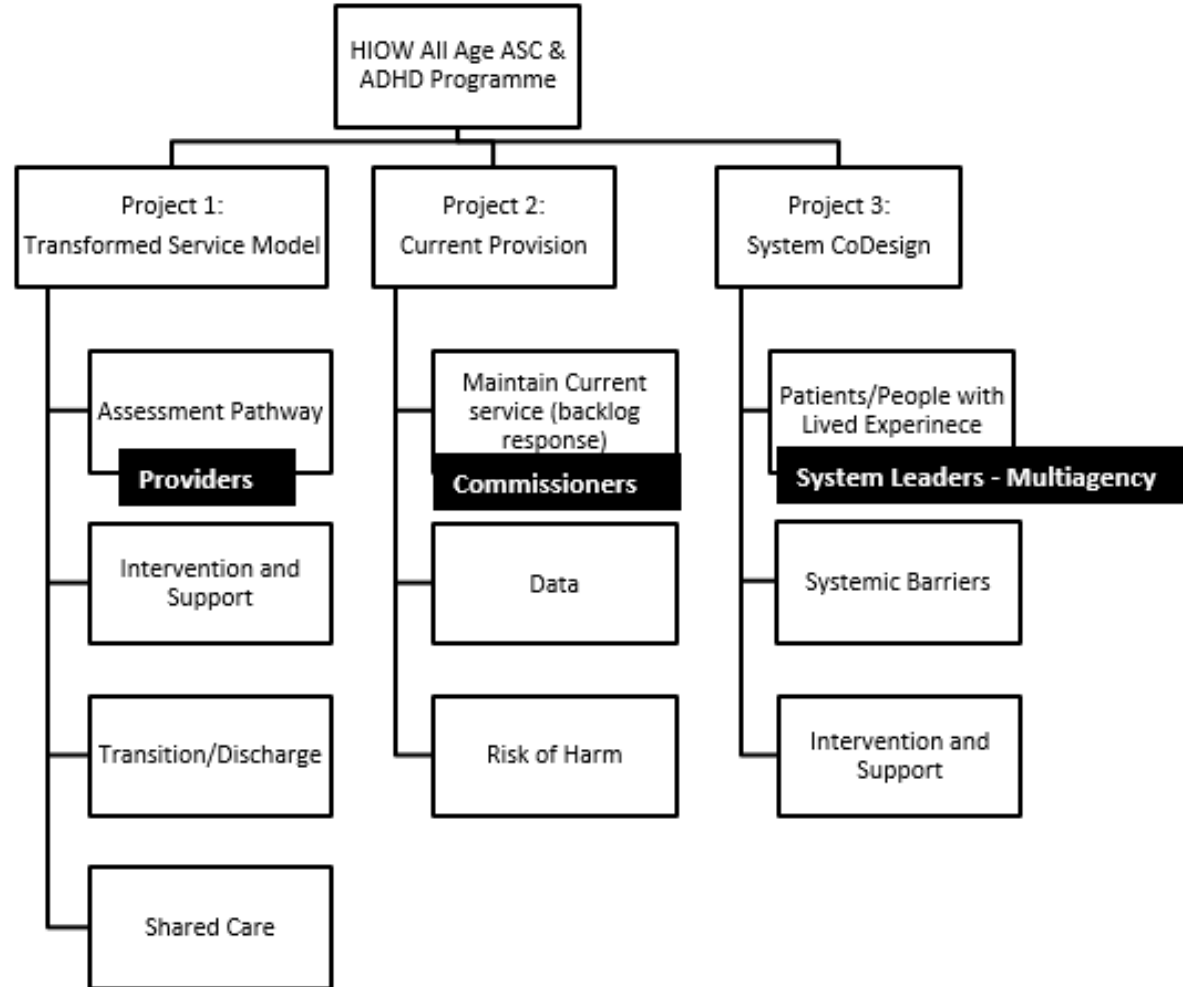 HIOW All Age ASC &
ADHD Programme
Project 1:
Transformed Service Model
Project 2:
Current Provision
Project 3:
System CoDesign
Assessment Pathway
Providers
Intervention and
Support
Transition/Discharge
Shared Care
Maintain Current
service (backlog
response)
Commissioners
Data
Risk of Harm
Patients/People with
Lived Experinece
System Leaders - Multiagency
Systemic Barriers
Intervention and
Support